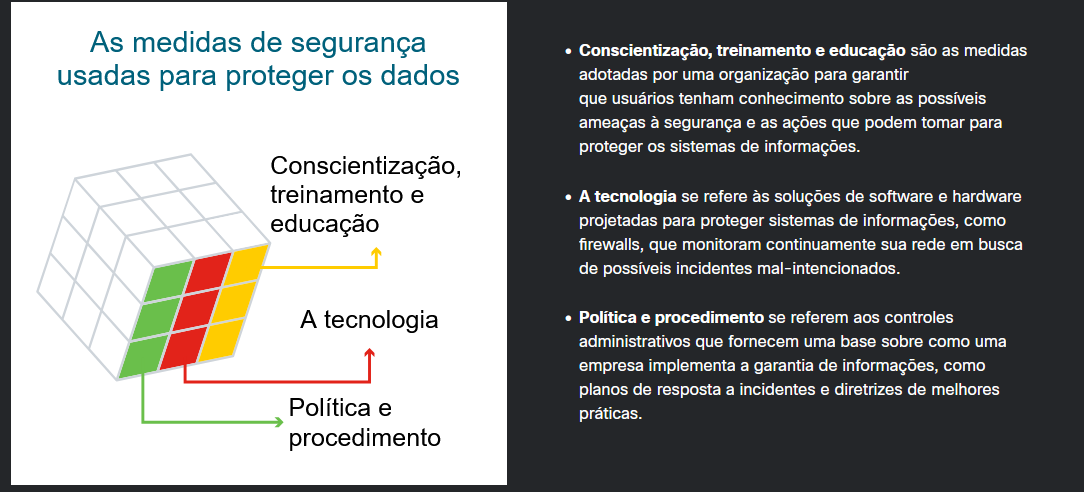 As medidas de segurança
usadas para proteger os dados
Conscientização,
treinamento e
educação
A tecnologia
Política e
procedimento
• Conscientização, treinamento e educação são as medidas
adotadas por uma organização para garantir
que usuários tenham conhecimento sobre as possíveis
ameaças à segurança e as ações que podem tomar para
proteger os sistemas de informações.
• A tecnologia se refere às soluções de software e hardware
projetadas para proteger sistemas de informações, como
firewalls, que monitoram continuamente sua rede em busca
de possíveis incidentes mal-intencionados.
• Política e procedimento se referem aos controles
administrativos que fornecem uma base sobre como uma
empresa implementa a garantia de informações, como
planos de resposta a incidentes e diretrizes de melhores
práticas.